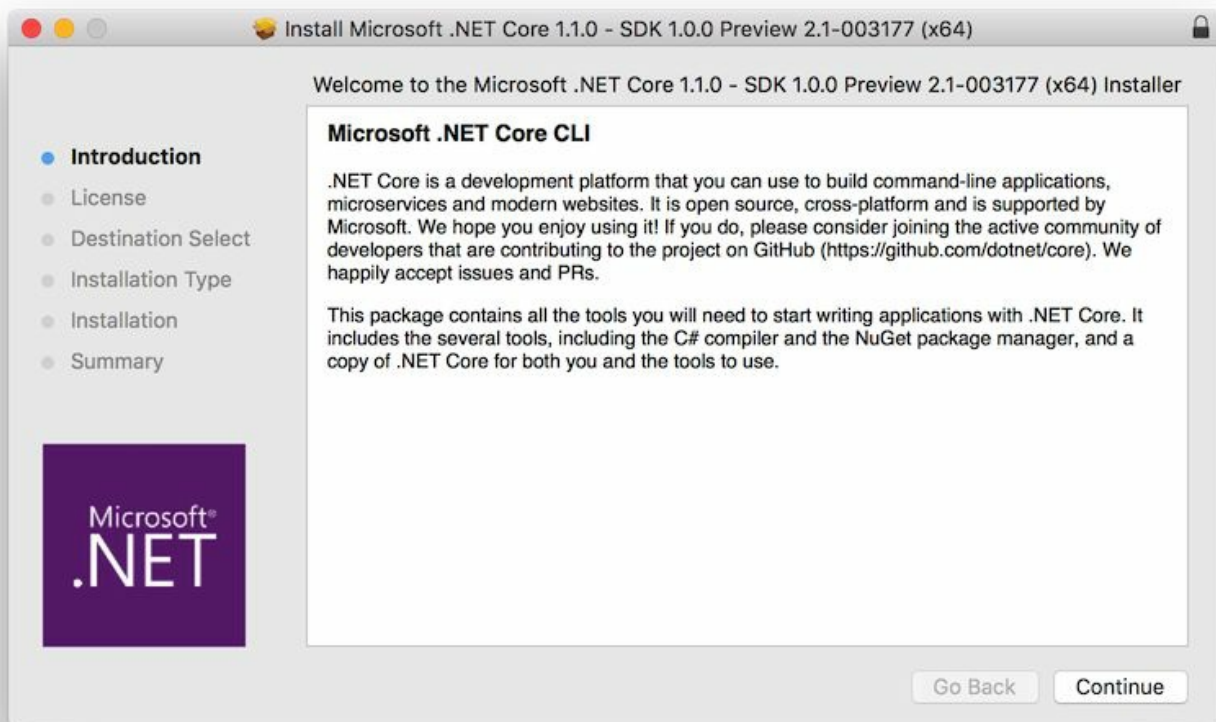 Install Microsoft .NET Core 1.1.0 - SDK 1.0.0 Preview 2.1-003177 (x64)
Welcome to the Microsoft .NET Core 1.1.0 - SDK 1.0.0 Preview 2.1-003177 (x64) Installer
Introduction
License
Destination Select
Installation Type
Installation
Summary
Microsoft .NET Core CLI
.NET Core is a development platform that you can use to build command-line applications,
microservices and modern websites. It is open source, cross-platform and is supported by
Microsoft. We hope you enjoy using it! If you do, please consider joining the active community of
developers that are contributing to the project on GitHub (https://github.com/dotnet/core). We
happily accept issues and PRs.
This package contains all the tools you will need to start writing applications with .NET Core. It
includes the several tools, including the C# compiler and the NuGet package manager, and a
copy of .NET Core for both you and the tools to use.
Microsoft®
.NET
Go Back
Continue